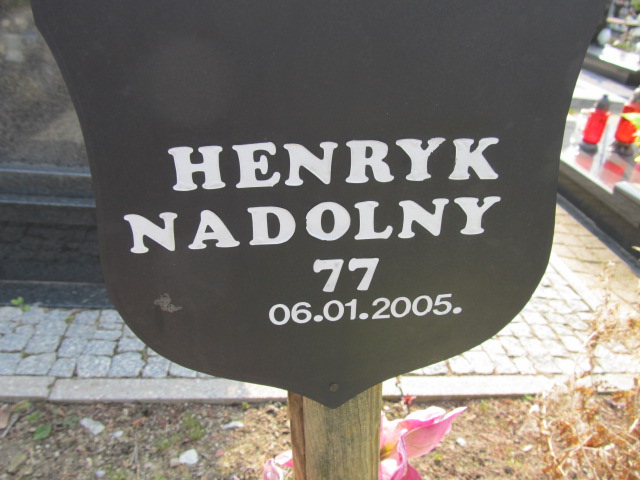 HENRYK
NADOLNY
77
06.01.2005.